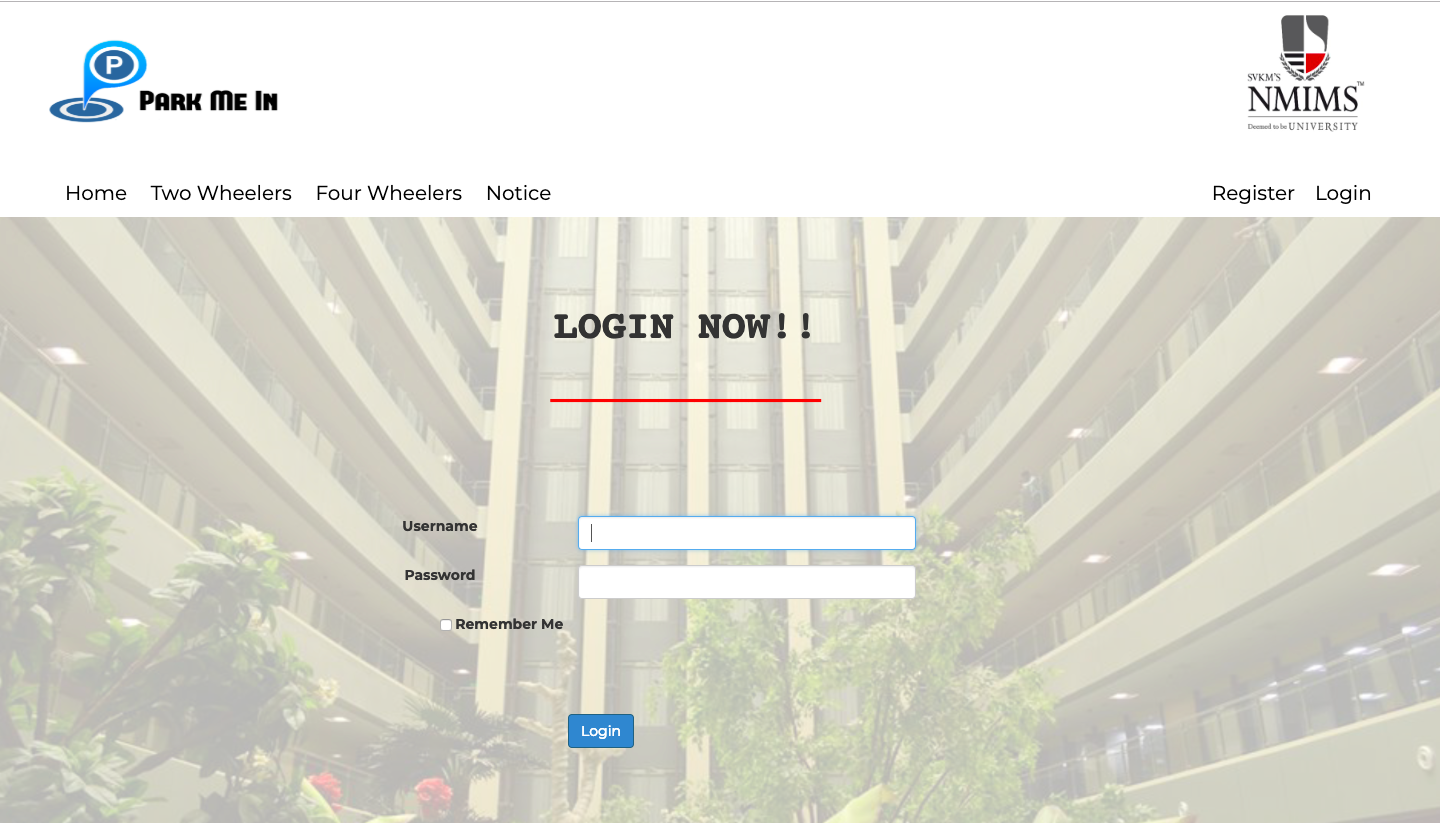 P
PARK ME IN
SVKM'S
NMIMS™
Deemed to be UNIVERSITY
Home Two Wheelers Four Wheelers Notice Register Login
LOGIN NOW!!
Username
Password
Remember Me
Login